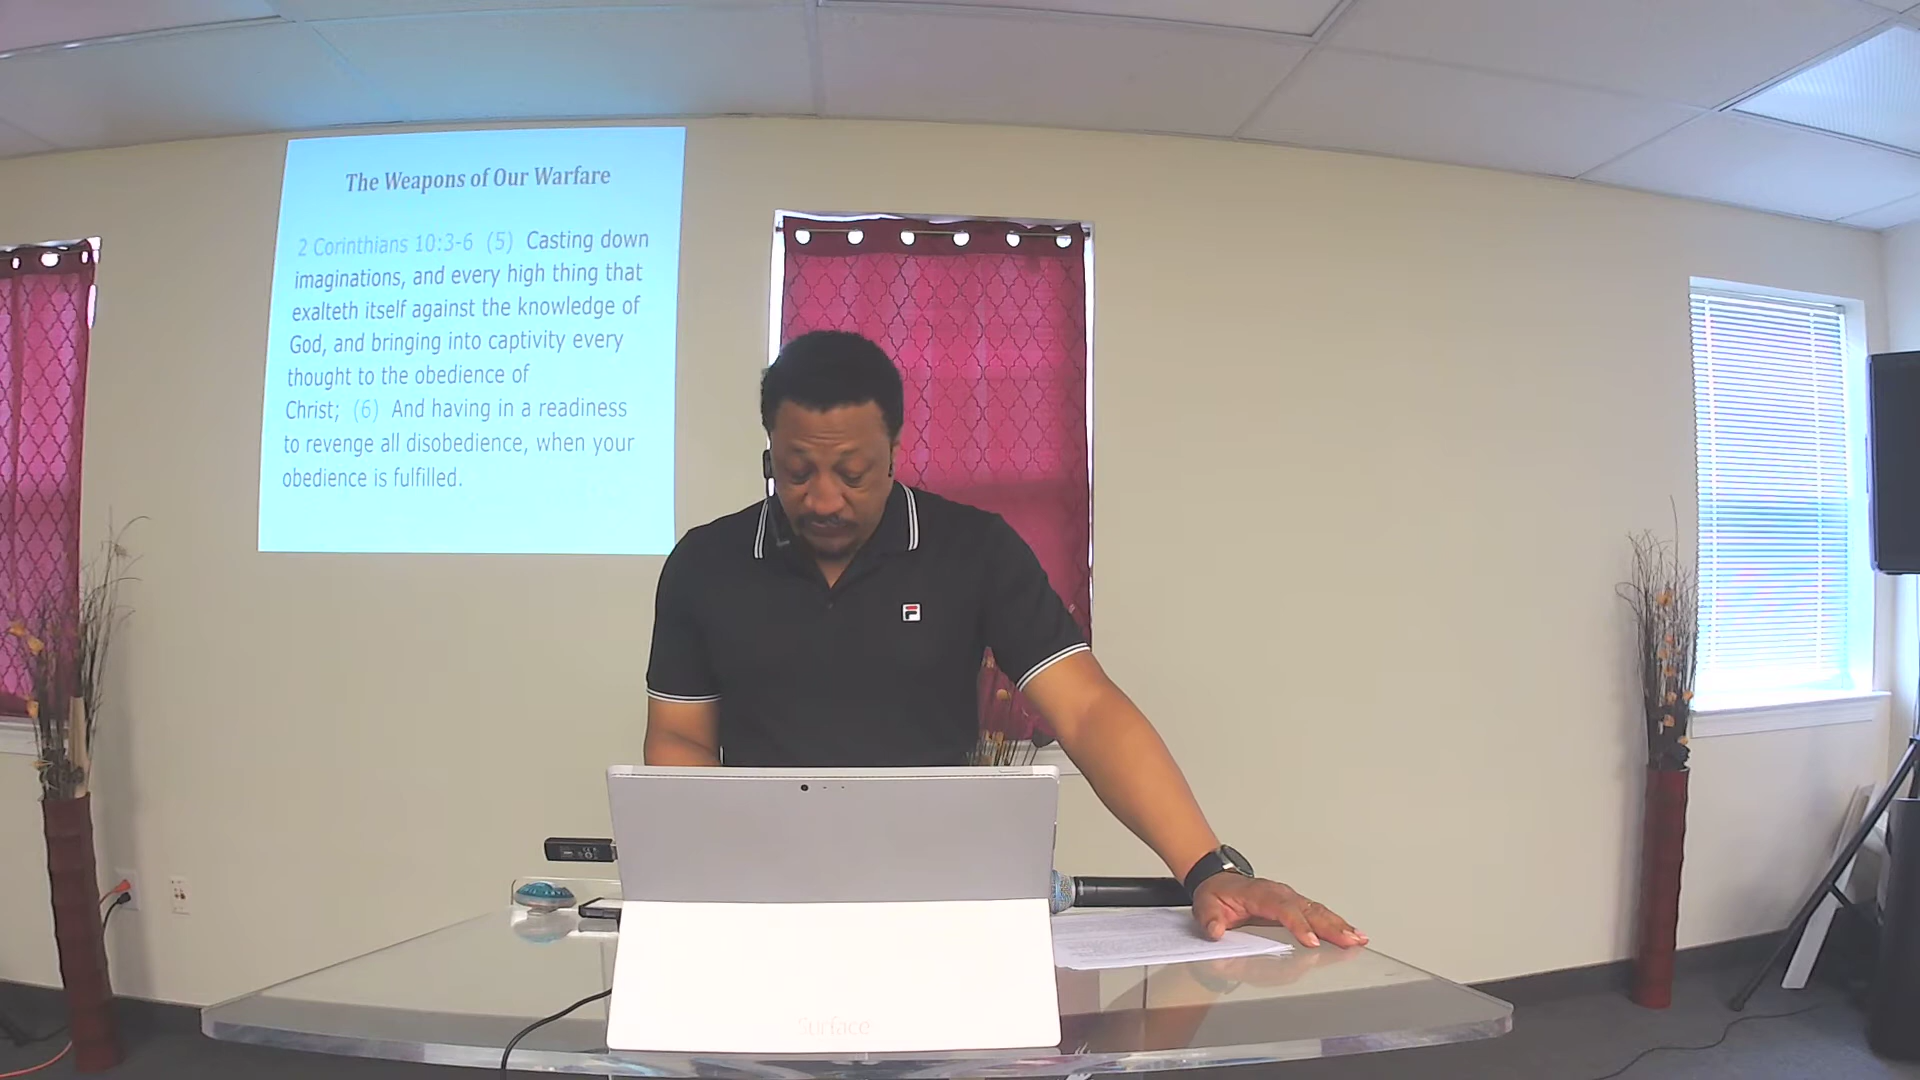 The Weapons of Our Warfare
2 Corinthians 10:3-6 (5) Casting down
imaginations, and every high thing that
exalteth itself against the knowledge of
God, and bringing into captivity every
thought to the obedience of
Christ; (6) And having in a readiness
to revenge all disobedience, when your
obedience is fulfilled.
Surface